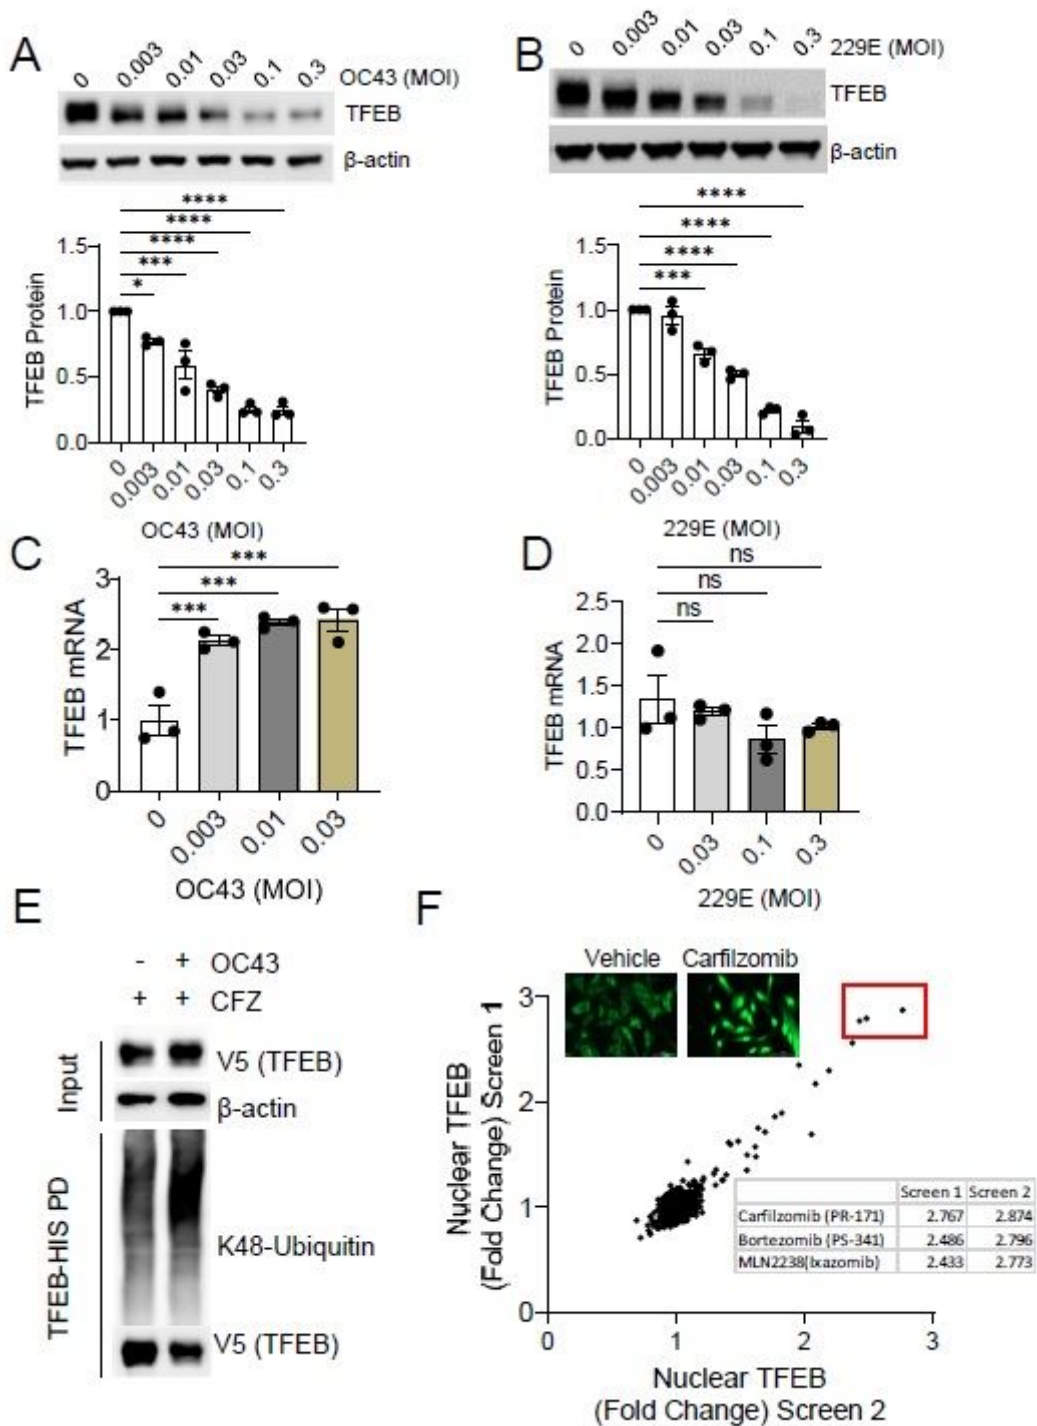 A
0 0.003 0.01 0.03 0.1 0.3 OC43 (MOI)
TFEB
β-actin
**** 
****
****
***
*
1.5
1.0
0.5
0.0
TFEB Protein
0 0.003 0.01 0.03 0.1 0.3
OC43 (MOI)
B
0 0.003 0.01 0.03 0.1 0.3 229E (MOI)
TFEB
β-actin
****
****
****
***
1.5
1.0
0.5
0.0
TFEB Protein
0 0.003 0.01 0.03 0.1 0.3
229E (MOI)
C
***
***
***
3
2
1
0
TFEB mRNA
0 0.003 0.01 0.03
OC43 (MOI)
D
ns
ns
ns
2.5
2.0
1.5
1.0
0.5
0.0
TFEB mRNA
0 0.03 0.1 0.3
229E (MOI)
E
- + OC43
+ + CFZ
Input
V5 (TFEB)
β-actin
TFEB-HIS PD
K48-Ubiquitin
V5 (TFEB)
F
Vehicle Carfilzomib
3
2
1
0
Nuclear TFEB
(Fold Change) Screen 1
Screen 1 Screen 2
Carfilzomib (PR-171) 2.767 2.874
Bortezomib (PS-341) 2.486 2.796
MLN2238(Ixazomib) 2.433 2.773
0 1 2 3
Nuclear TFEB
(Fold Change) Screen 2